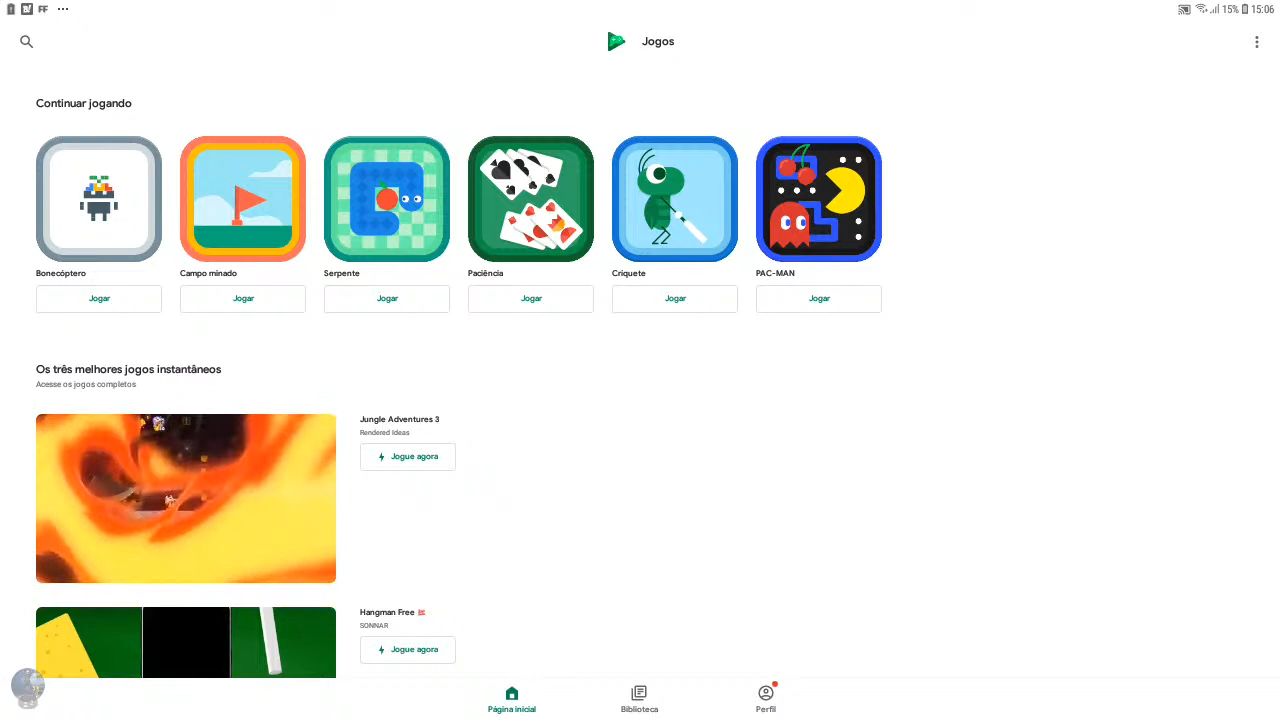 FF 15% 15:06
Jogos
Continuar jogando
Bonecóptero Campo minado Serpente Paciência Críquete PAC-MAN
Jogar Jogar Jogar Jogar Jogar Jogar
Os três melhores jogos instantâneos
Acesse os jogos completos
Jungle Adventures 3
Rendered Ideas
Jogue agora
Hangman Free
SONNAR
Jogue agora
Página inicial Biblioteca Perfil